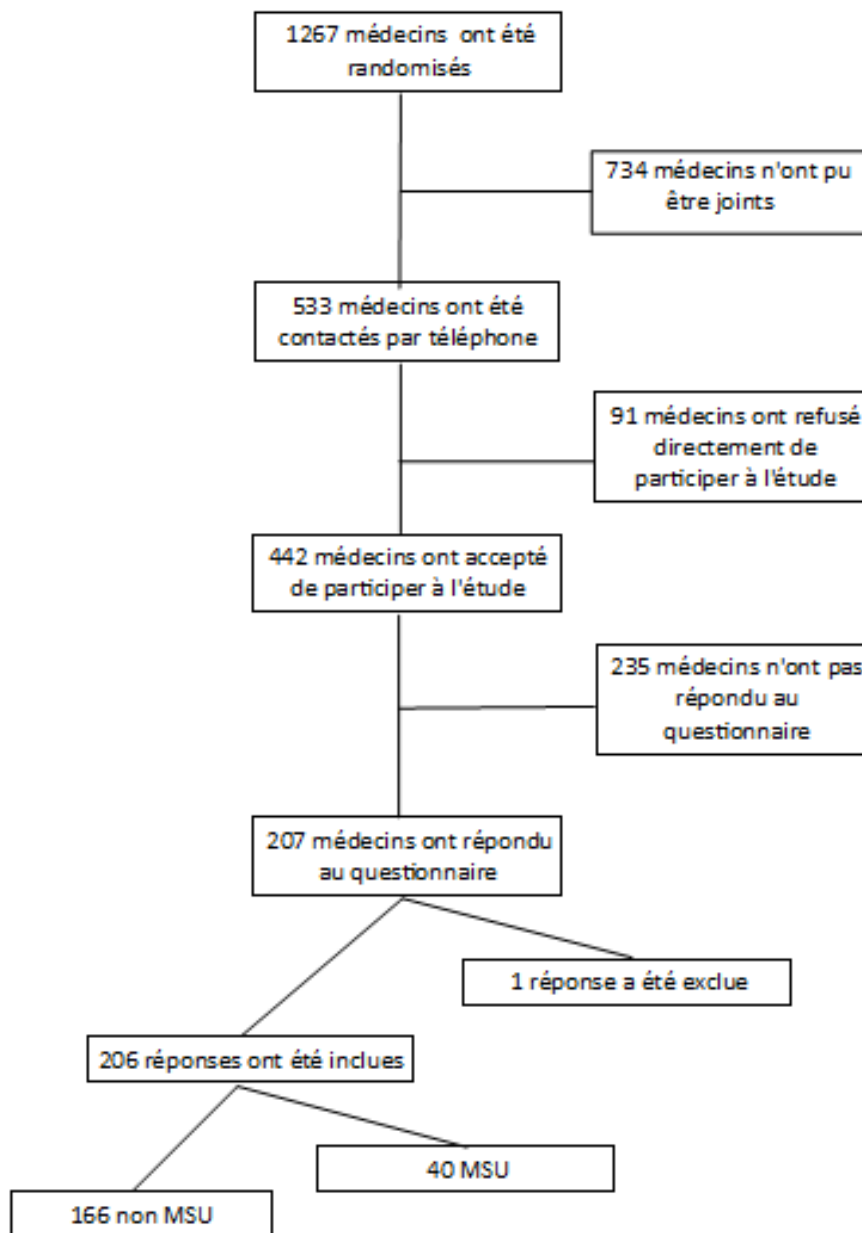 1267 médecins ont été
randomisés
734 médecins n'ont pu
être joints
533 médecins ont été
contactés par téléphone
91 médecins ont refusé
directement de
participer à l'étude
442 médecins ont accepté
de participer à l'étude
235 médecins n'ont pas
répondu au
questionnaire
207 médecins ont répondu
au questionnaire
1 réponse a été exclue
206 réponses ont été inclues
40 MSU
166 non MSU